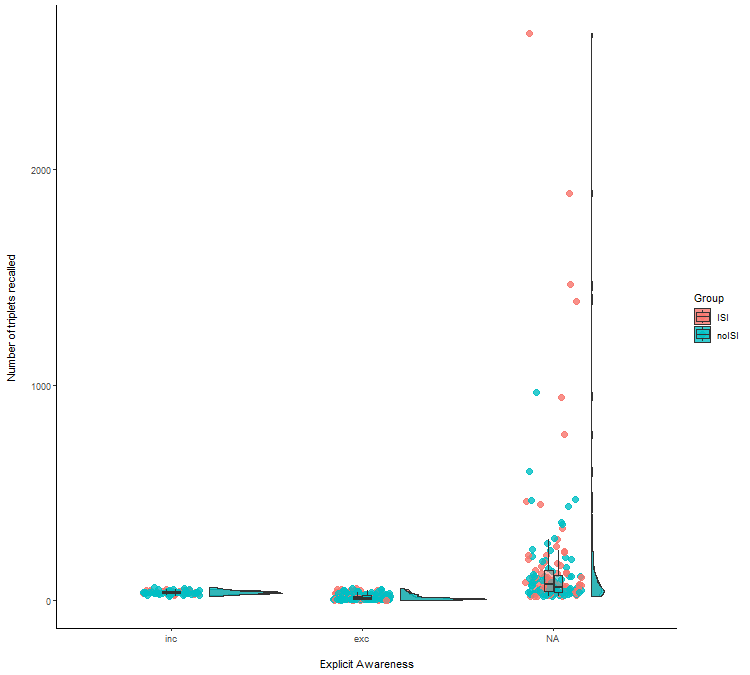 Number of triplets recalled
2000
1000
0
inc
exc
NA
Explicit Awareness
Group
ISI
noISI